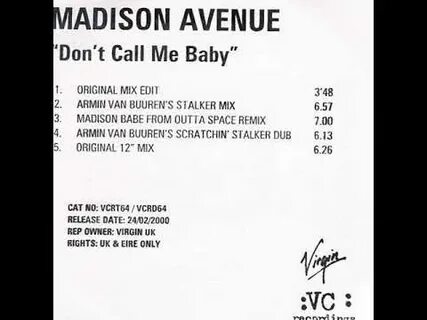 MADISON AVENUE
"Don't Call Me Baby"
1. ORIGINAL MIX EDIT 3'48
2. ARMIN VAN BUUREN'S STALKER MIX 6.57
3. MADISON BABE FROM OUTTA SPACE REMIX 7.00
4. ARMIN VAN BUUREN'S SCRATCHIN' STALKER DUB 6.13
5. ORIGINAL 12" MIX 6.26
CAT NO: VCRT64 / VCRD64
RELEASE DATE: 24/02/2000
REP OWNER: VIRGIN UK
RIGHTS: UK & EIRE ONLY
Virgin
:VC :
recordings